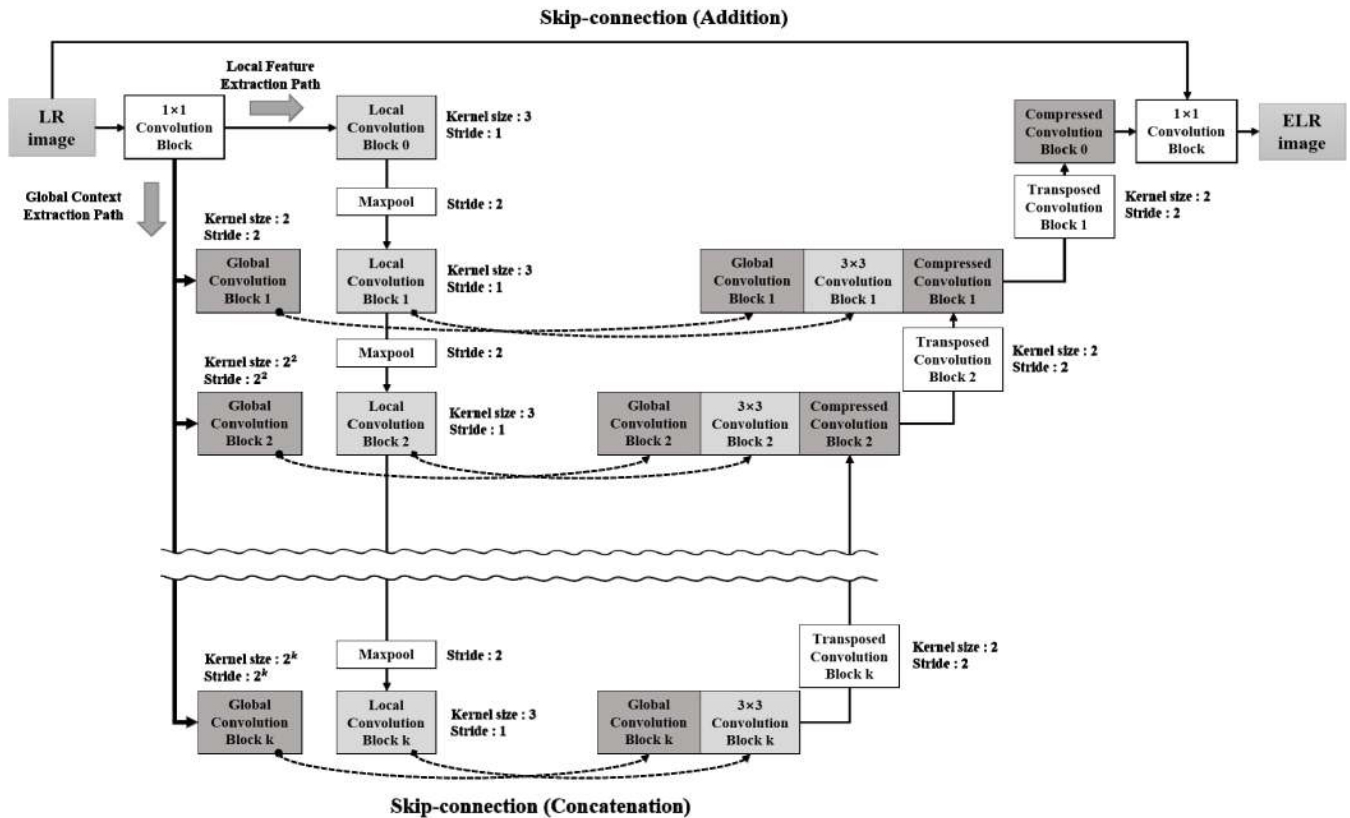 Skip-connection (Addition)
Local Feature
Extraction Path
LR
image
1×1
Convolution
Block
Local
Convolution
Block 0
Kernel size : 3
Stride : 1
Compressed
Convolution
Block 0
1×1
Convolution
Block
ELR
image
Global Context
Extraction Path
Maxpool
Stride : 2
Transposed
Convolution
Block 1
Kernel size : 2
Stride : 2
Kernel size : 2
Stride : 2
Global
Convolution
Block 1
Local
Convolution
Block 1
Kernel size : 3
Stride : 1
Global
Convolution
Block 1
3×3
Convolution
Block 1
Compressed
Convolution
Block 1
Maxpool
Stride : 2
Transposed
Convolution
Block 2
Kernel size : 2
Stride : 2
Kernel size : 2²
Stride : 2²
Global
Convolution
Block 2
Local
Convolution
Block 2
Kernel size : 3
Stride : 1
Global
Convolution
Block 2
3×3
Convolution
Block 2
Compressed
Convolution
Block 2
Maxpool
Stride : 2
Transposed
Convolution
Block k
Kernel size : 2
Stride : 2
Kernel size : 2ᵏ
Stride : 2ᵏ
Global
Convolution
Block k
Local
Convolution
Block k
Kernel size : 3
Stride : 1
Global
Convolution
Block k
3×3
Convolution
Block k
Skip-connection (Concatenation)